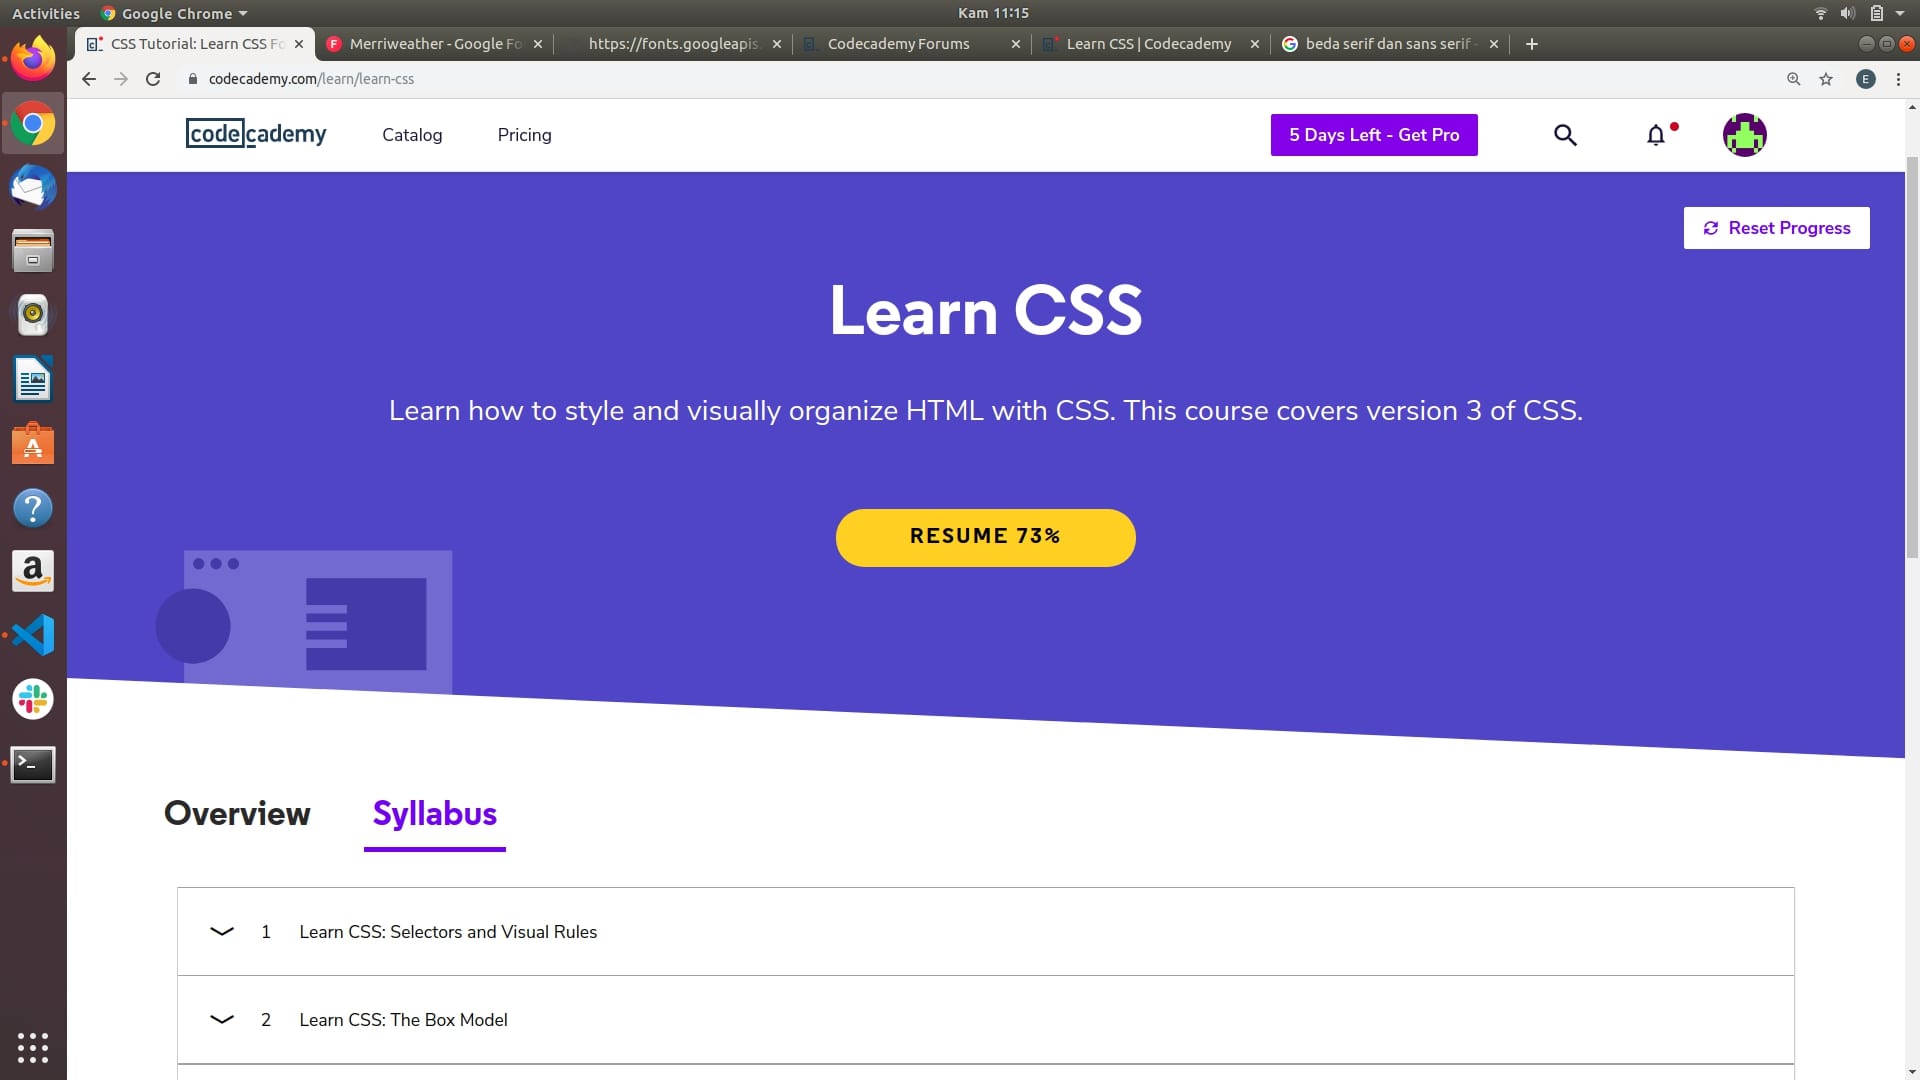 Activities Google Chrome Kam 11:15
CSS Tutorial: Learn CSS Fo Merriweather - Google Fo https://fonts.googleapis. Codecademy Forums Learn CSS | Codecademy beda serif dan sans serif -
codecademy.com/learn/learn-css E
codecademy Catalog Pricing 5 Days Left - Get Pro
Reset Progress
Learn CSS
Learn how to style and visually organize HTML with CSS. This course covers version 3 of CSS.
RESUME 73%
Overview Syllabus
1 Learn CSS: Selectors and Visual Rules
2 Learn CSS: The Box Model